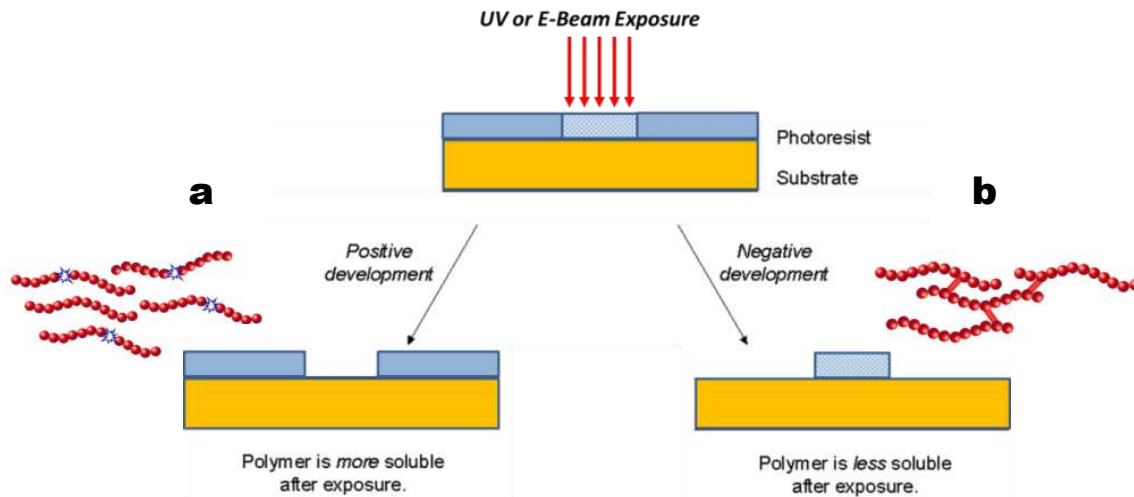 UV or E-Beam Exposure
Photoresist
Substrate
a
b
Positive
development
Negative
development
Polymer is more soluble
after exposure.
Polymer is less soluble
after exposure.